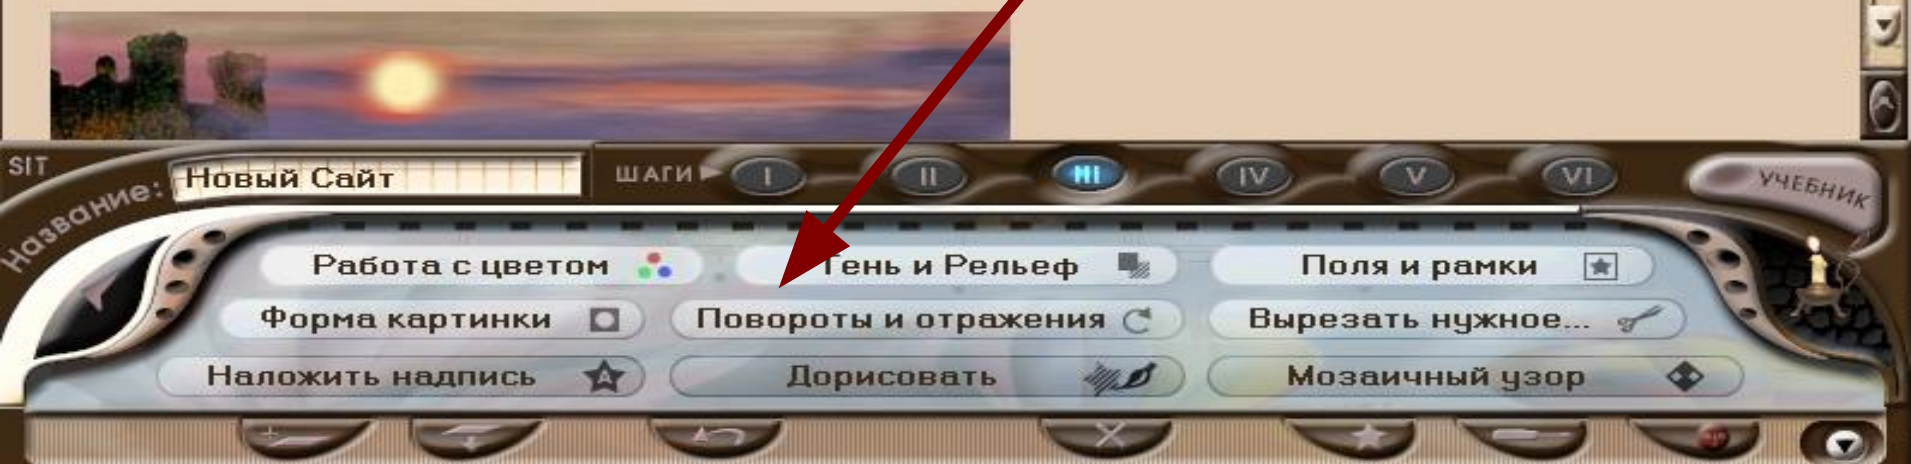 SIT
Название:
Новый Сайт
ШАГИ I II III IV V VI
УЧЕБНИК
Работа с цветом
Тень и Рельеф
Поля и рамки
Форма картинки
Повороты и отражения
Вырезать нужное...
Наложить надпись
Дорисовать
Мозаичный узор